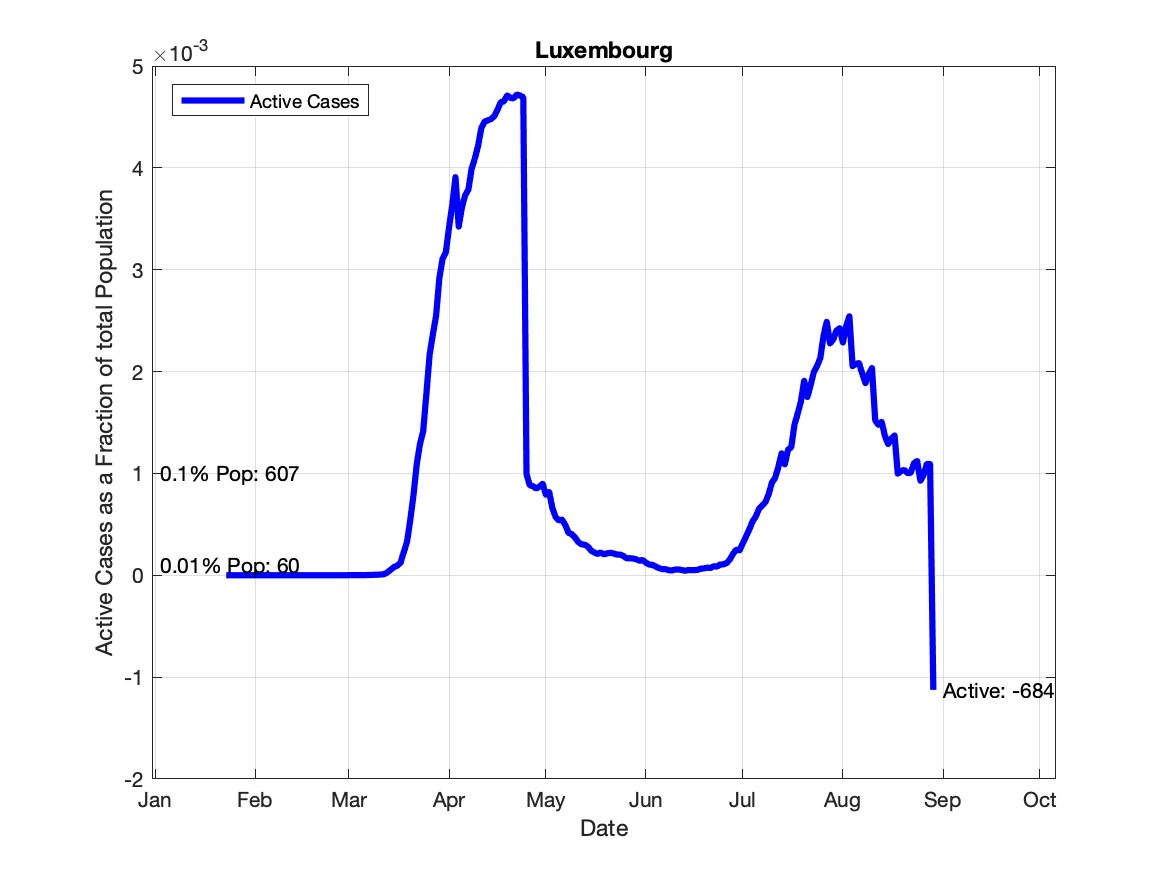 Luxembourg
×10-3
Active Cases
5
4
3
2
1
0
-1
-2
0.1% Pop: 607
0.01% Pop: 60
Active: -684
Active Cases as a Fraction of total Population
Jan Feb Mar Apr May Jun Jul Aug Sep Oct
Date